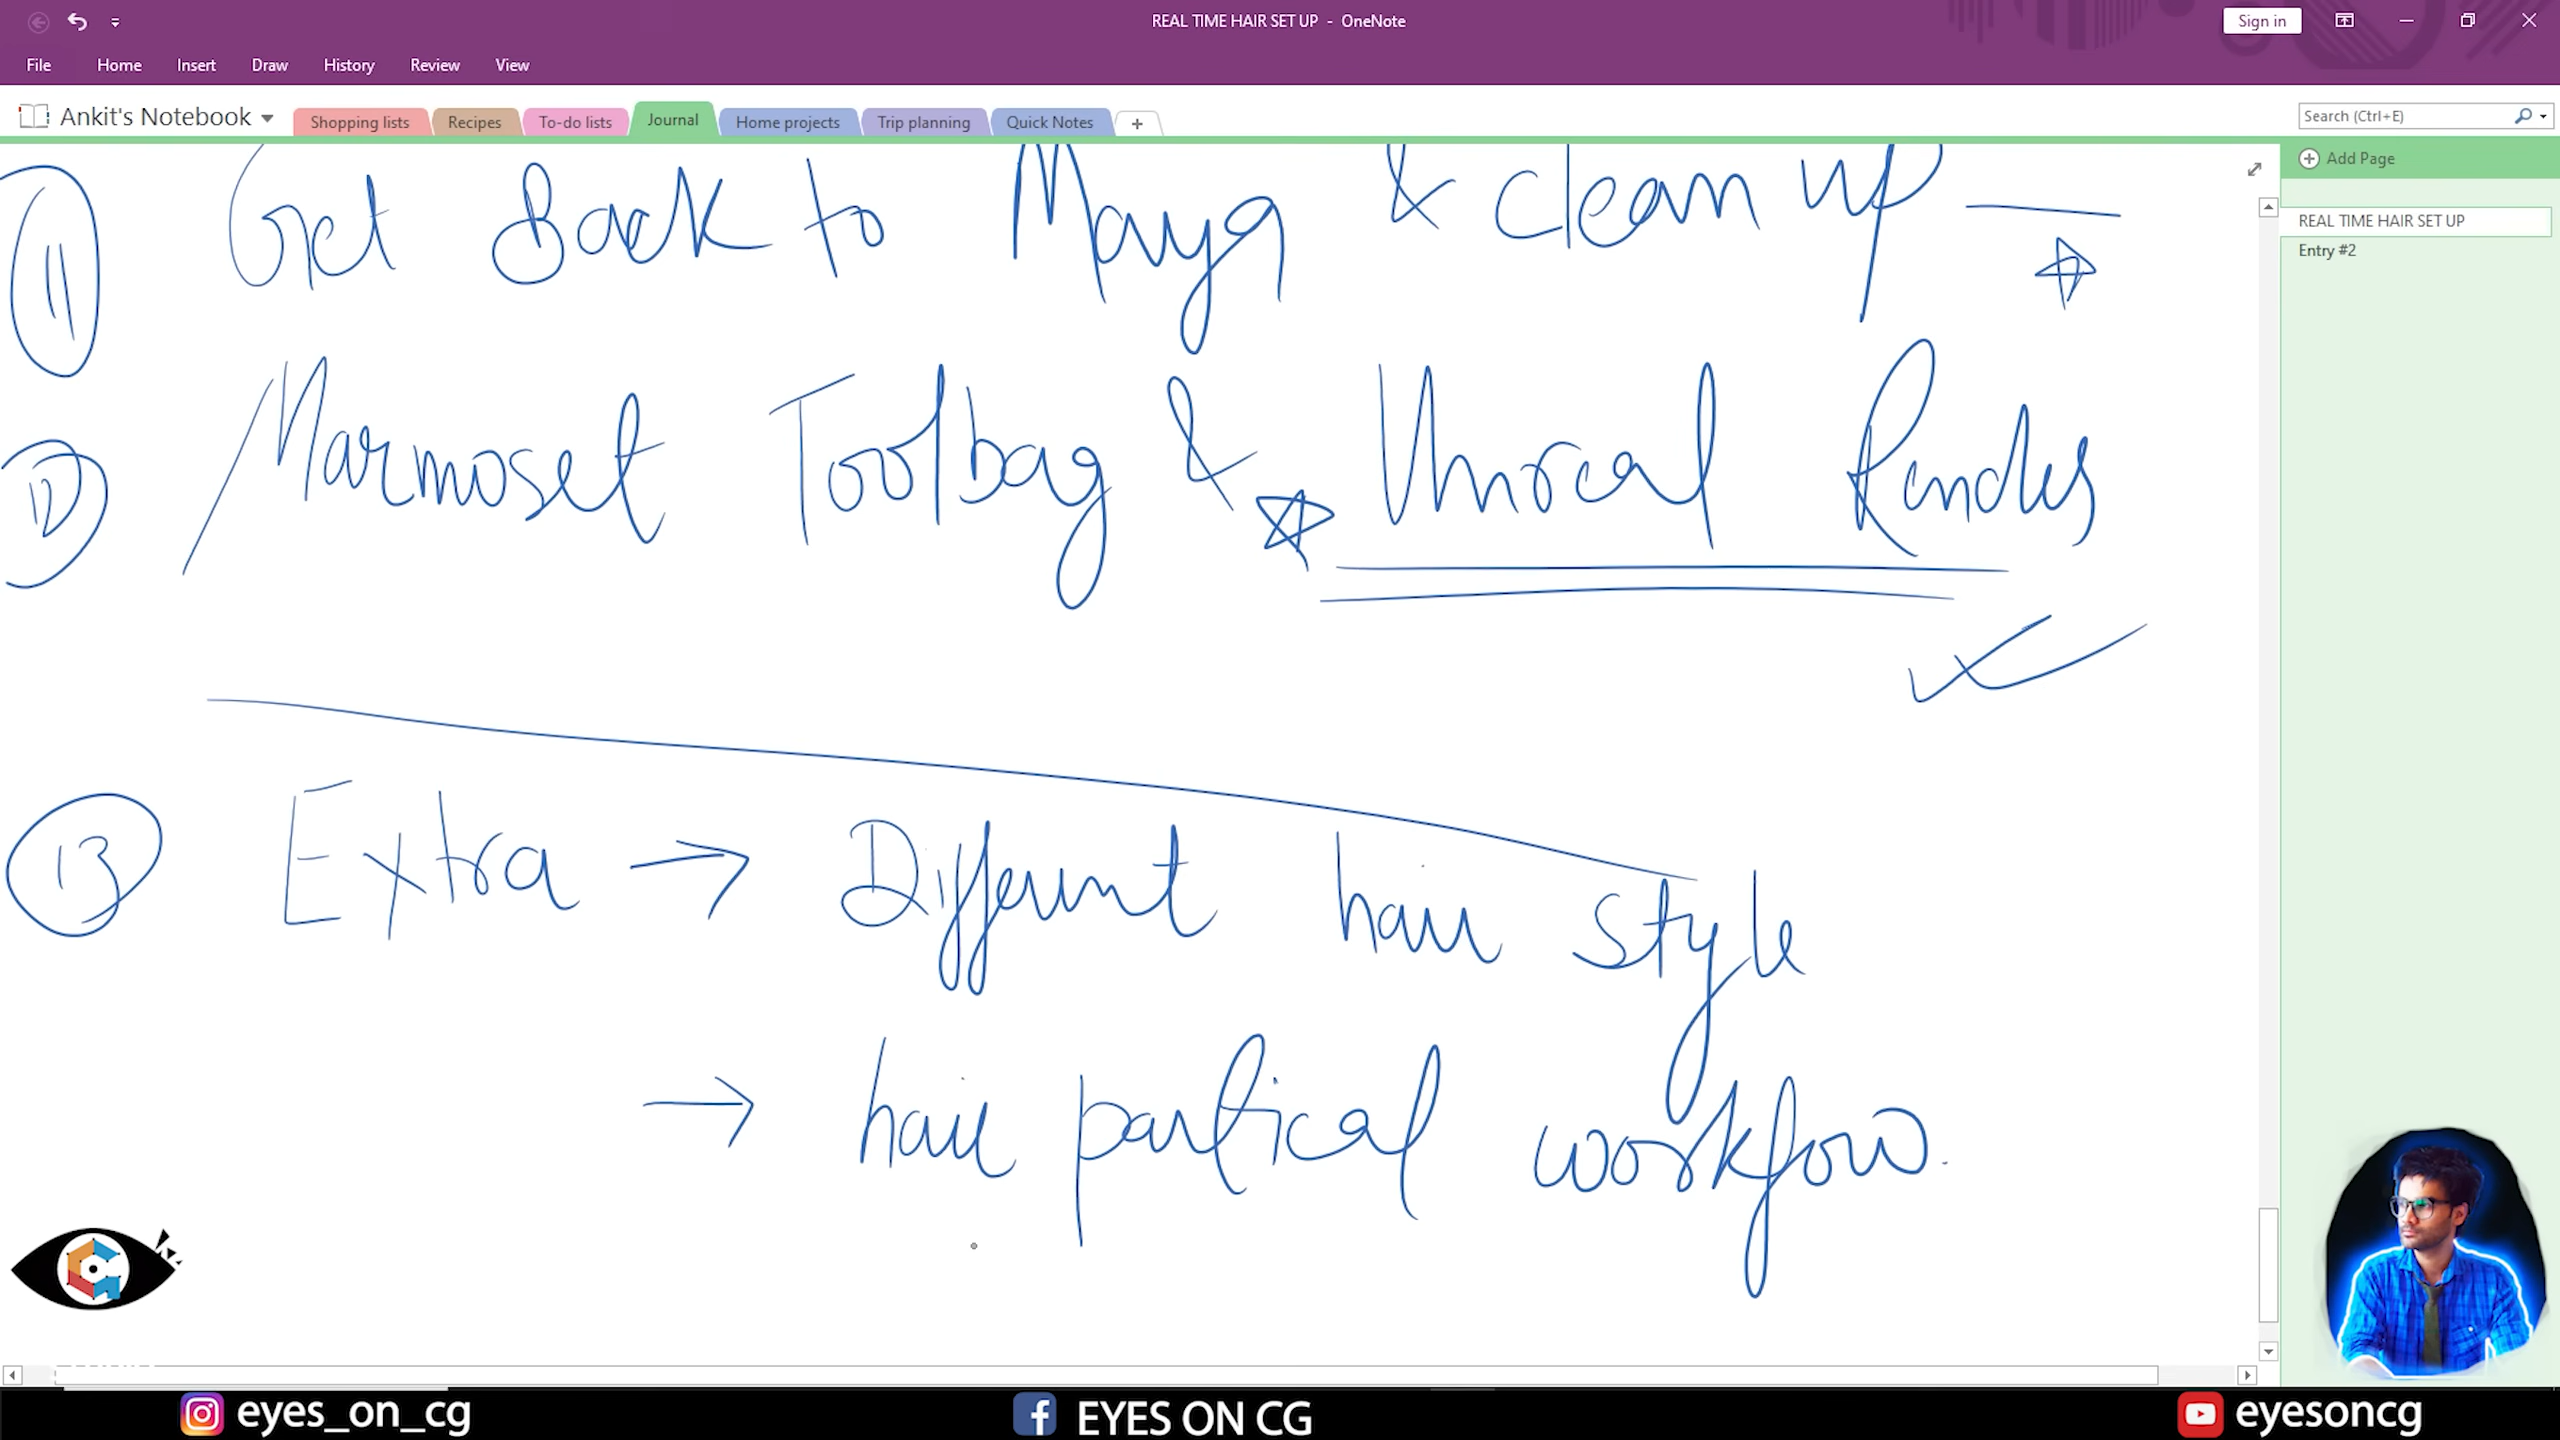 REAL TIME HAIR SET UP - OneNote
Sign in
File Home Insert Draw History Review View
Ankit's Notebook Shopping lists Recipes To-do lists Journal Home projects Trip planning Quick Notes
Search (Ctrl+E)
Add Page
REAL TIME HAIR SET UP
Entry #2
11 Get Back to Maya & clean up
12 Marmoset Toolbag & Unreal Render
13 Extra → Different hair style
→ hair partical workfow.
eyes_on_cg EYES ON CG eyesoncg